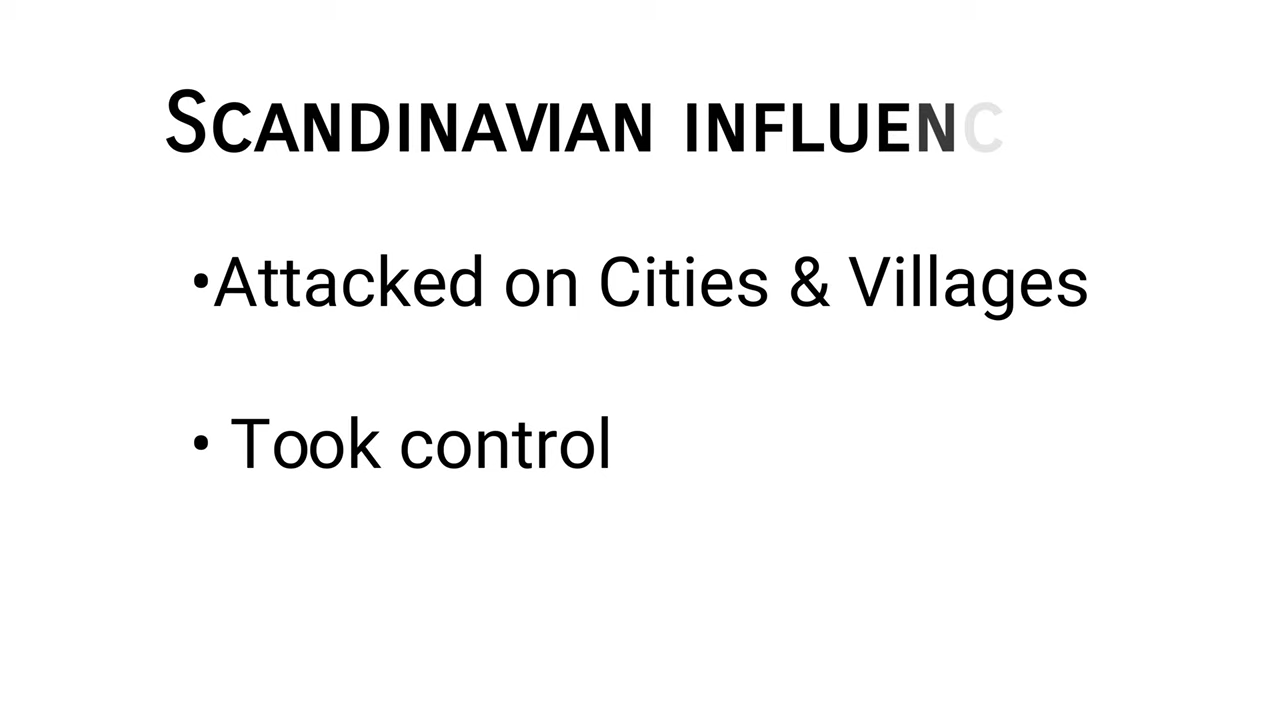 Scandinavian influenc
•Attacked on Cities & Villages
• Took control